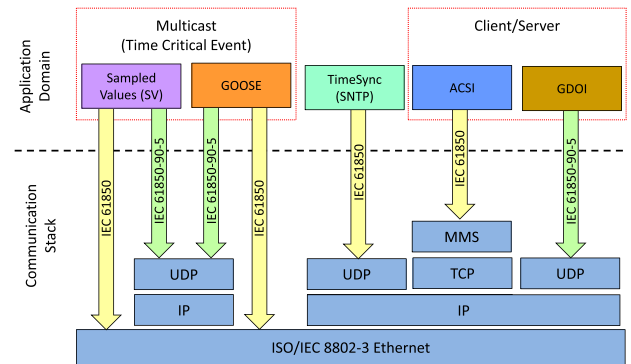 Multicast
(Time Critical Event)
Client/Server
Application
Domain
Sampled
Values (SV)
GOOSE
TimeSync
(SNTP)
ACSI
GDOI
IEC 61850
IEC 61850-90-5
IEC 61850-90-5
IEC 61850
IEC 61850
IEC 61850
IEC 61850-90-5
Communication
Stack
MMS
UDP
UDP
TCP
UDP
IP
IP
ISO/IEC 8802-3 Ethernet